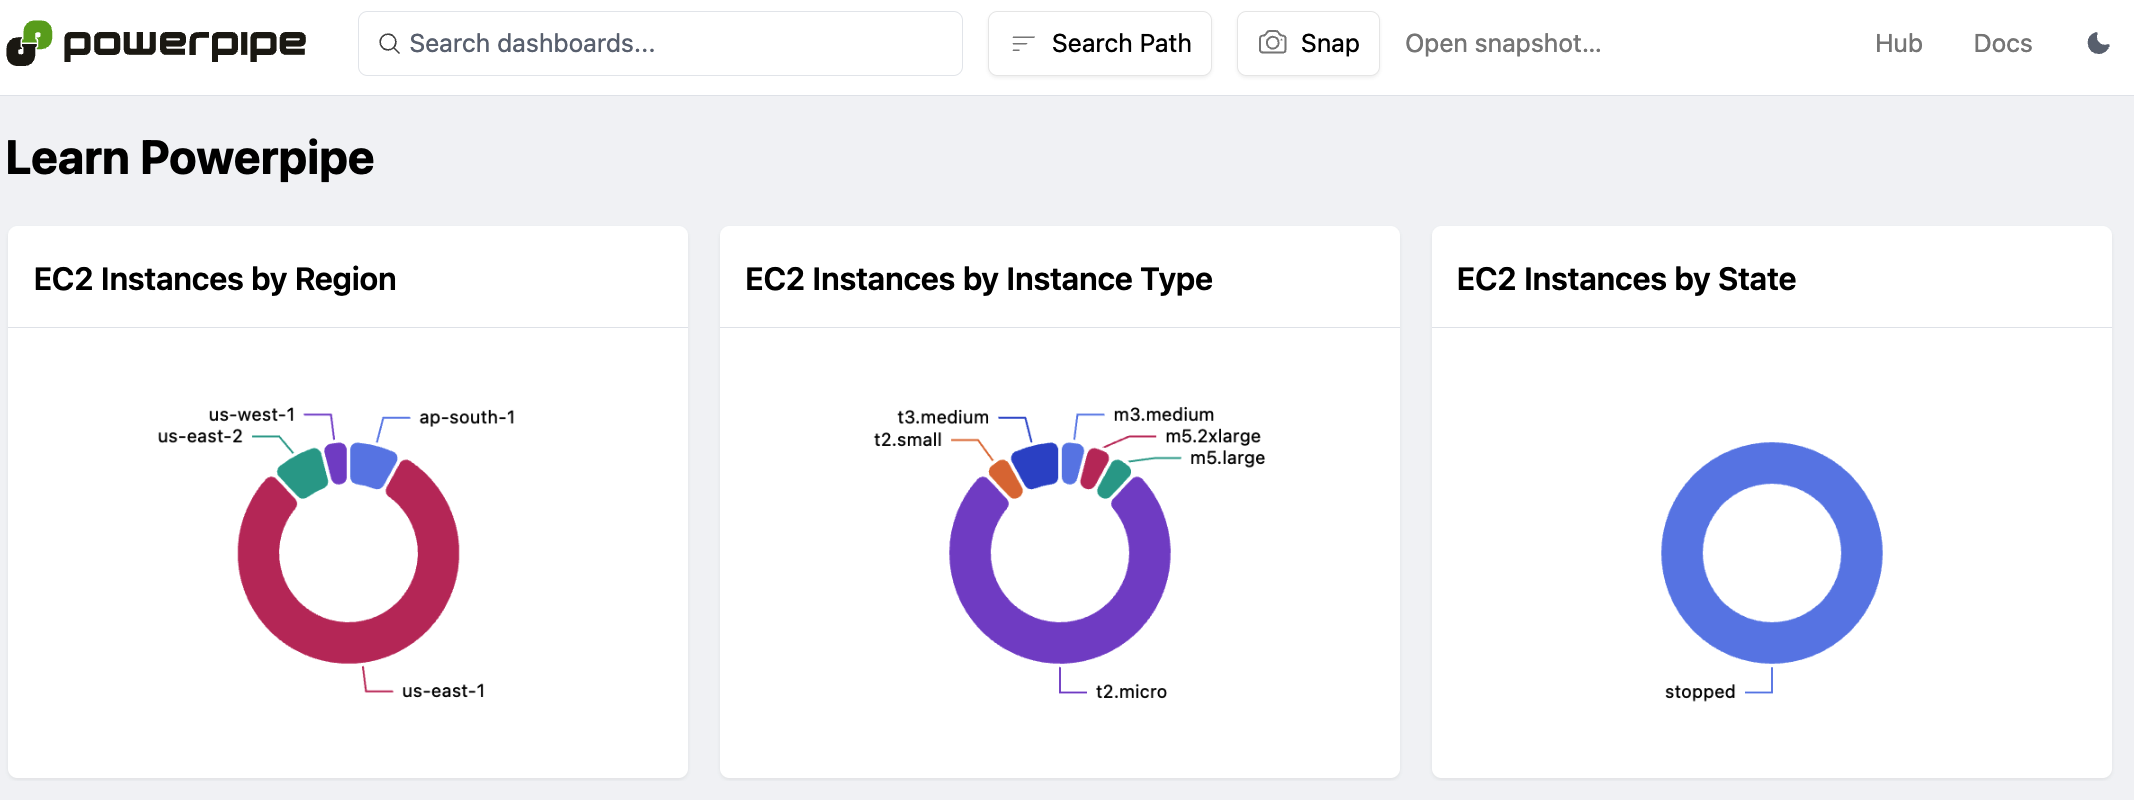 powerpipe
Search dashboards...
Search Path
Snap
Open snapshot...
Hub
Docs
Learn Powerpipe
EC2 Instances by Region
us-west-1
ap-south-1
us-east-2
us-east-1
EC2 Instances by Instance Type
t3.medium
m3.medium
t2.small
m5.2xlarge
m5.large
t2.micro
EC2 Instances by State
stopped